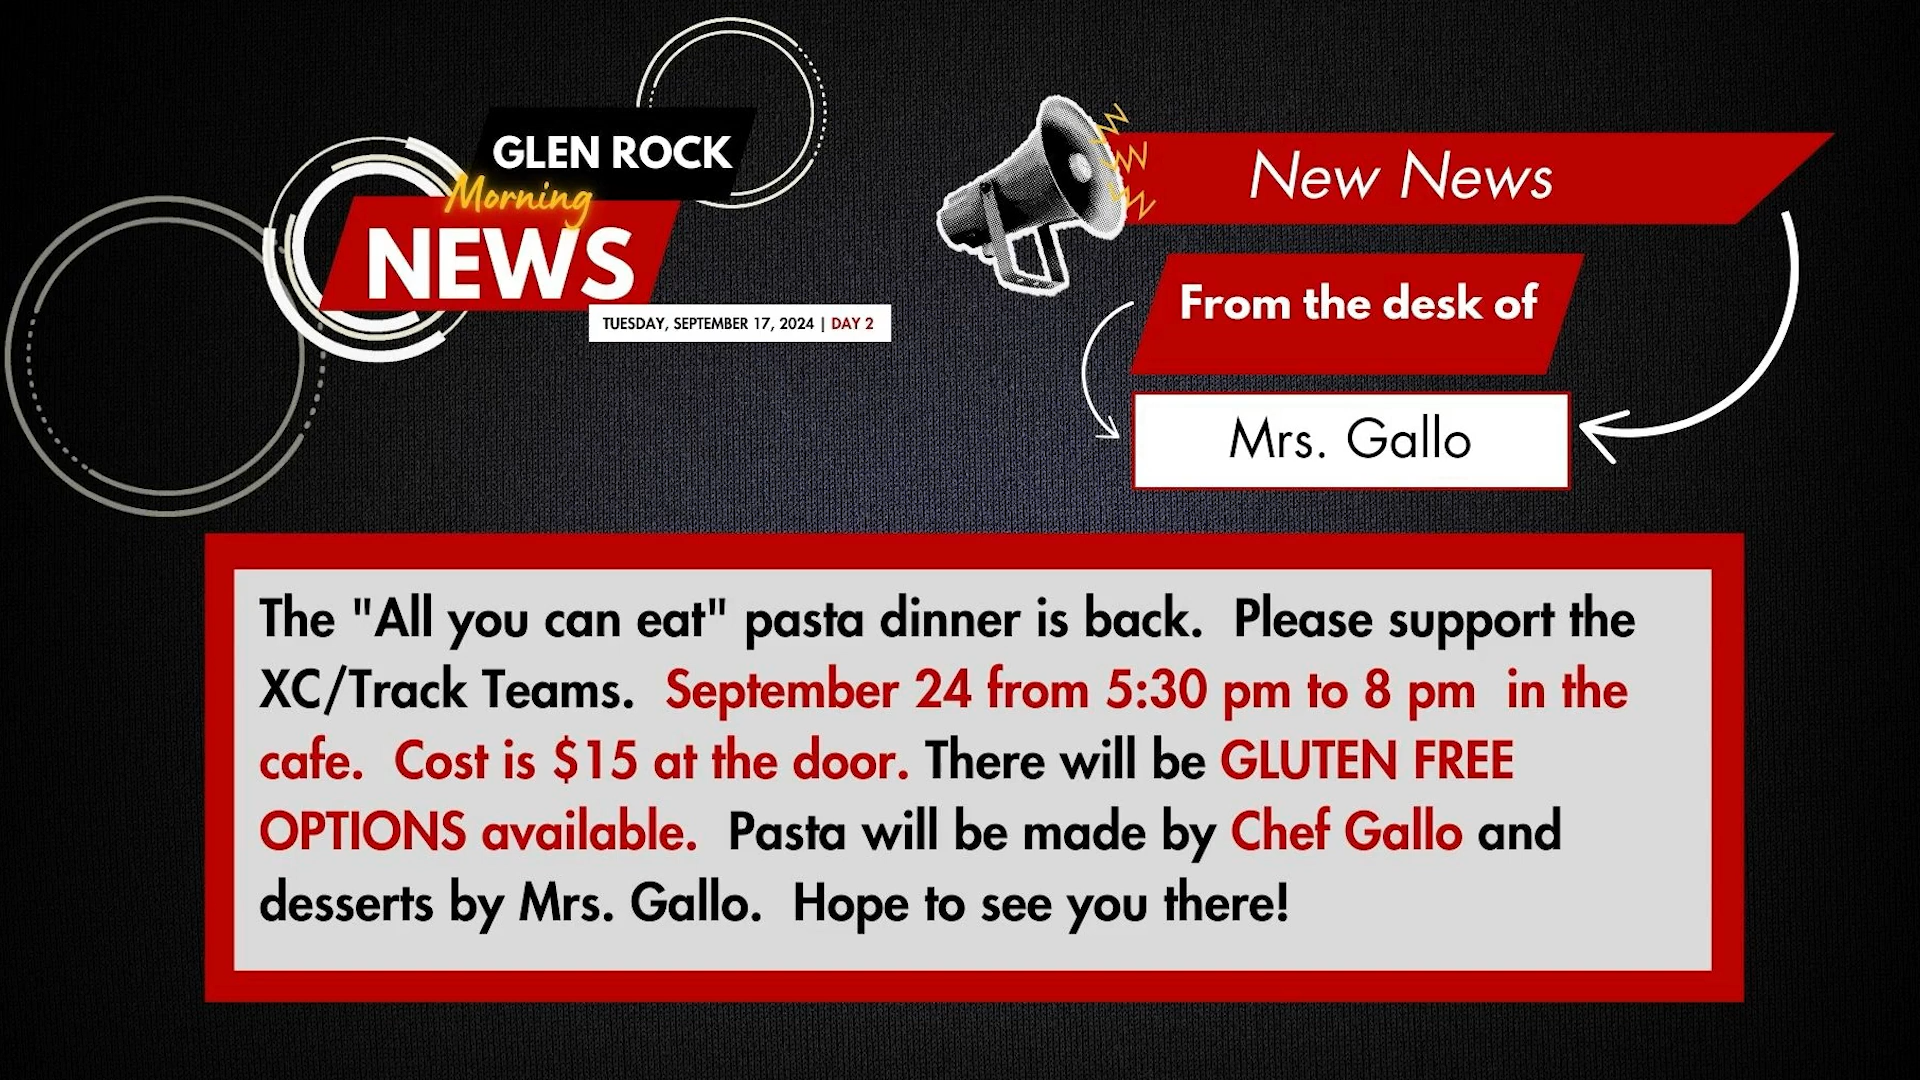 GLEN ROCK
Morning
NEWS
TUESDAY, SEPTEMBER 17, 2024 | DAY 2
New News
From the desk of
Mrs. Gallo
The "All you can eat" pasta dinner is back.  Please support the
XC/Track Teams.  September 24 from 5:30 pm to 8 pm  in the
cafe.  Cost is $15 at the door. There will be GLUTEN FREE
OPTIONS available.  Pasta will be made by Chef Gallo and
desserts by Mrs. Gallo.  Hope to see you there!